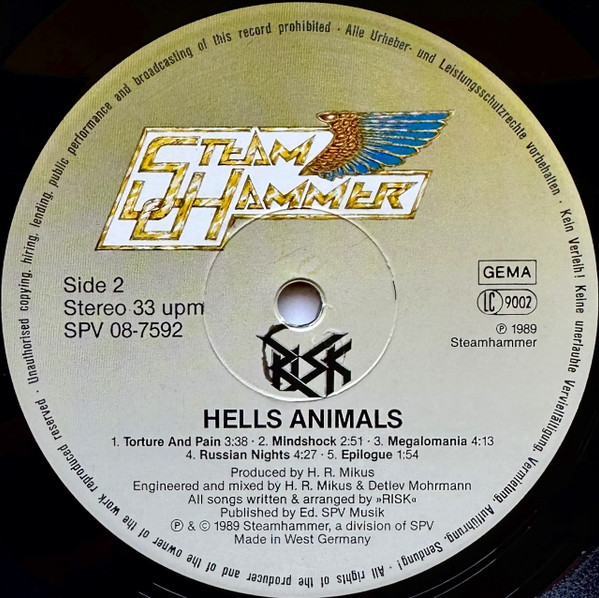 · Unauthorised copying, hiring, lending, public performance and broadcasting of this record prohibited · Alle Urheber- und Leistungsschutzrechte vorbehalten · Kein Verleih! Keine unerlaubte Vervielfältigung, Vermietung, Aufführung, Sendung! · All rights of the producer and of the owner of the work reproduced reserved
STEAM
HAMMER
Side 2
Stereo 33 upm
SPV 08-7592
GEMA
LC 9002
℗ 1989
Steamhammer
RISK
HELLS ANIMALS
1. Torture And Pain 3:38 · 2. Mindshock 2:51 · 3. Megalomania 4:13
4. Russian Nights 4:27 · 5. Epilogue 1:54
Produced by H. R. Mikus
Engineered and mixed by H. R. Mikus & Detlev Mohrmann
All songs written & arranged by »RISK«
Published by Ed. SPV Musik
℗ & © 1989 Steamhammer, a division of SPV
Made in West Germany